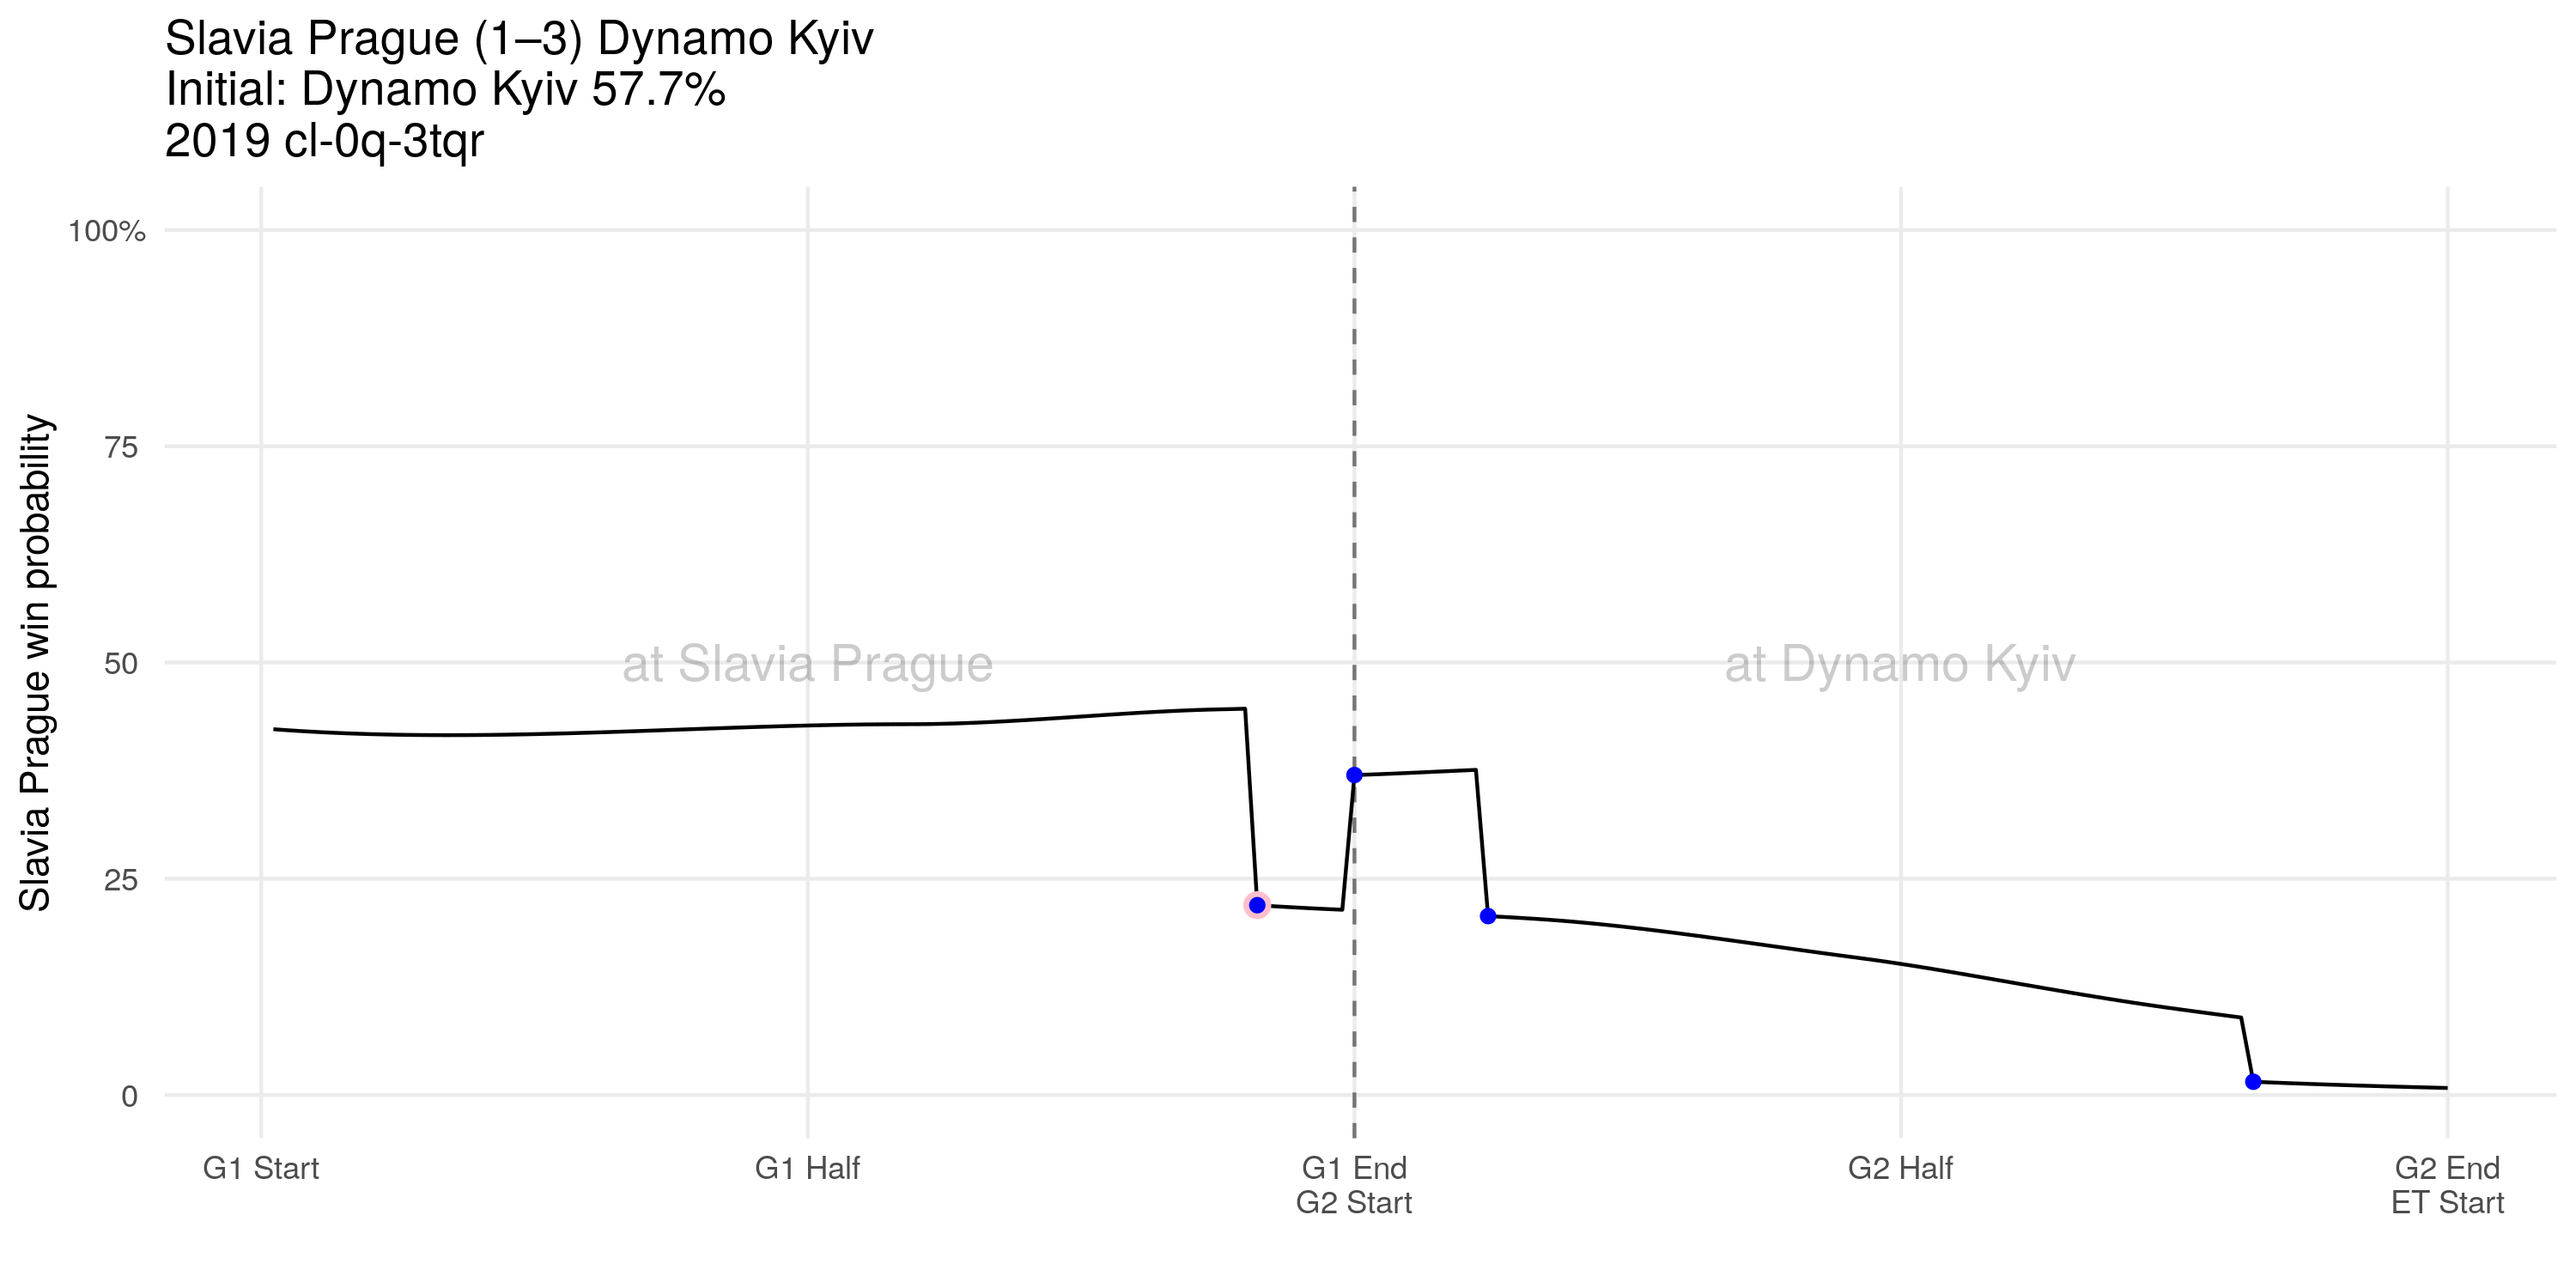 Slavia Prague (1–3) Dynamo Kyiv
Initial: Dynamo Kyiv 57.7%
2019 cl-0q-3tqr
Slavia Prague win probability
100%
75
50
25
0
at Slavia Prague
at Dynamo Kyiv
G1 Start
G1 Half
G1 End
G2 Start
G2 Half
G2 End
ET Start